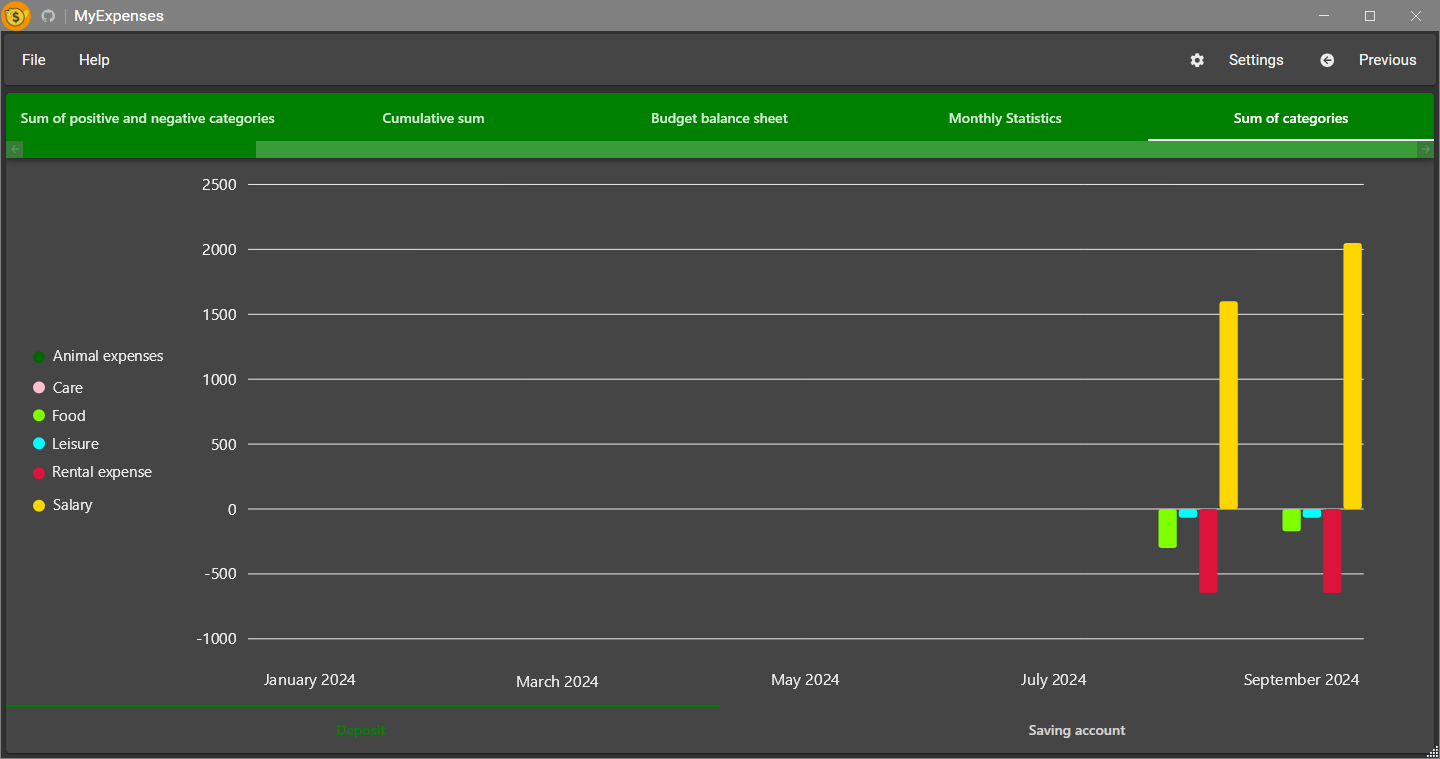 MyExpenses
File Help Settings Previous
Sum of positive and negative categories Cumulative sum Budget balance sheet Monthly Statistics Sum of categories
2500
2000
1500
1000
500
0
-500
-1000
Animal expenses
Care
Food
Leisure
Rental expense
Salary
January 2024 March 2024 May 2024 July 2024 September 2024
Deposit Saving account